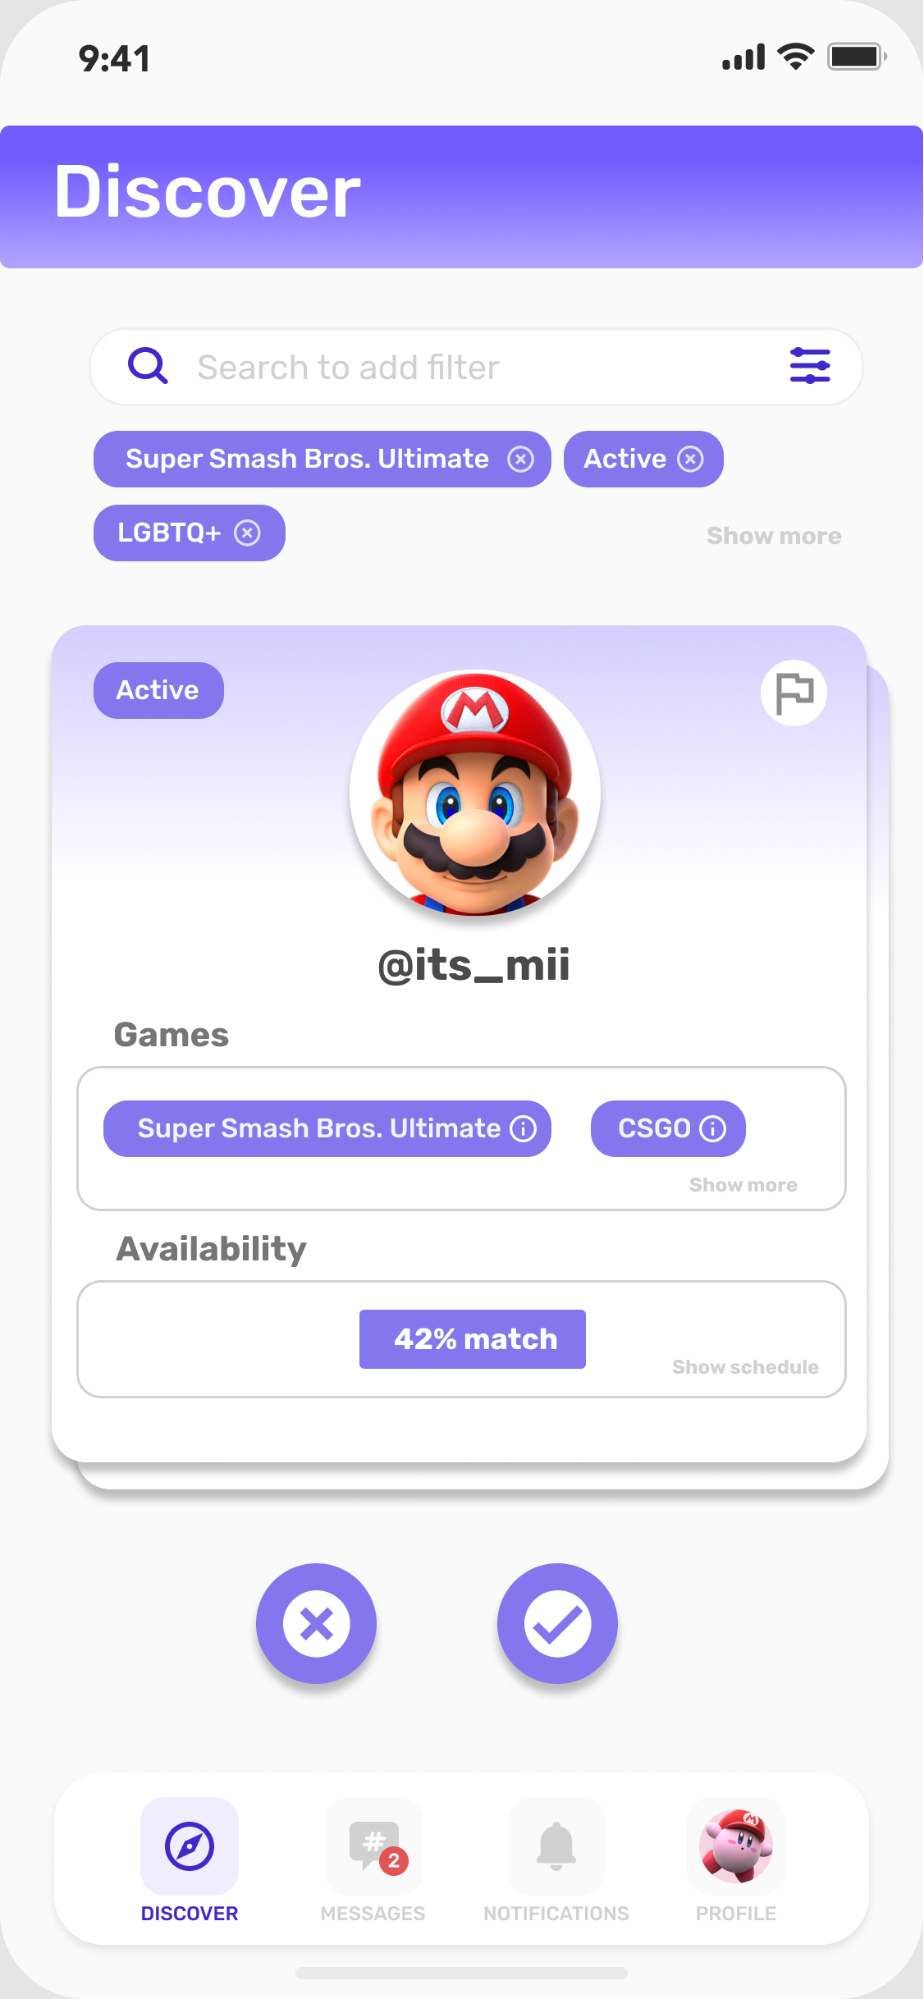 9:41
Discover
Search to add filter
Super Smash Bros. Ultimate
Active
LGBTQ+
Show more
Active
M
@its_mii
Games
Super Smash Bros. Ultimate
CSGO
Show more
Availability
42% match
Show schedule
#
2
M
DISCOVER
MESSAGES
NOTIFICATIONS
PROFILE